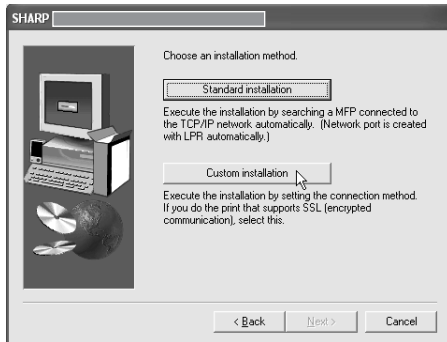 SHARP
Choose an installation method.
Standard installation
Execute the installation by searching a MFP connected to
the TCP/IP network automatically. (Network port is created
with LPR automatically.)
Custom installation
Execute the installation by setting the connection method.
If you do the print that supports SSL (encrypted
communication), select this.
< Back Next > Cancel